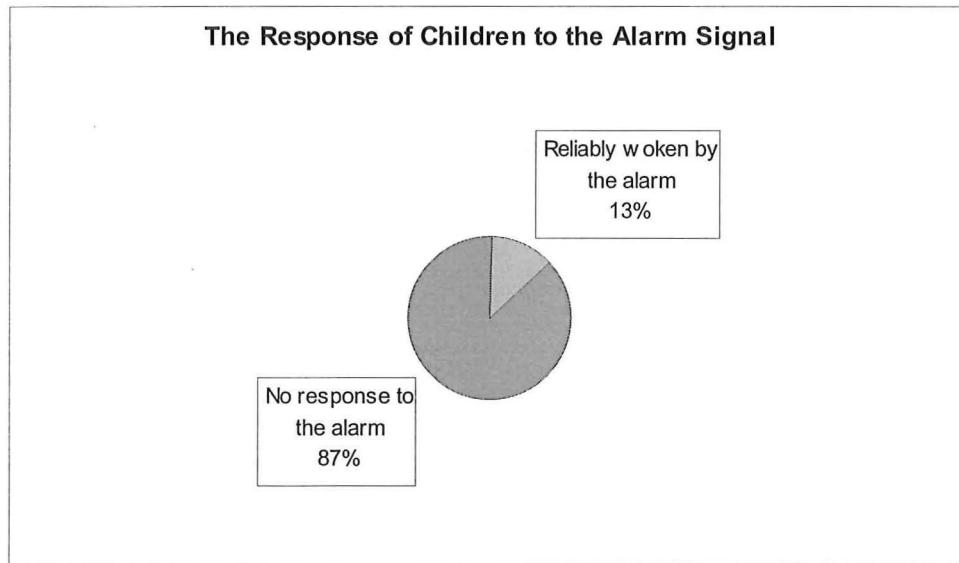 The Response of Children to the Alarm Signal
Reliably woken by
the alarm
13%
No response to
the alarm
87%